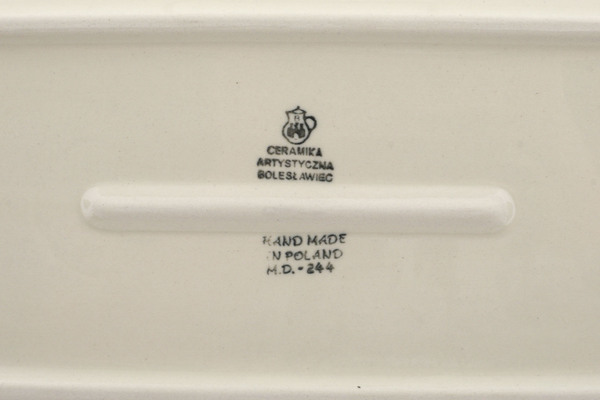 CERAMIKA
ARTYSTYCZNA
BOLESŁAWIEC
HAND MADE
IN POLAND
M.D. - 244